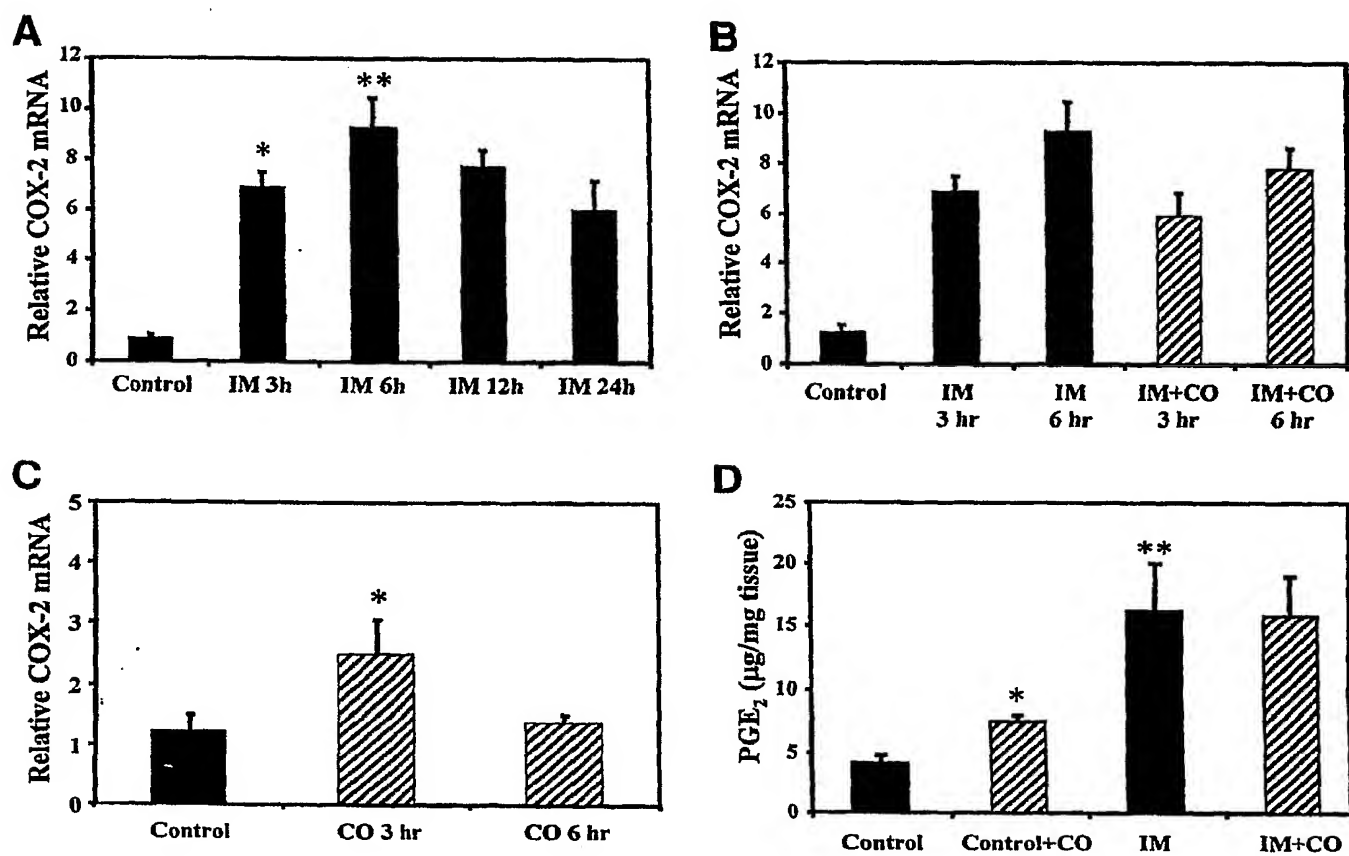 A
Relative COX-2 mRNA
12
10
8
6
4
2
0
*
**
Control IM 3h IM 6h IM 12h IM 24h
B
Relative COX-2 mRNA
12
10
8
6
4
2
0
Control IM IM IM+CO IM+CO
3 hr 6 hr 3 hr 6 hr
C
Relative COX-2 mRNA
5
4
3
2
1
0
*
Control CO 3 hr CO 6 hr
D
PGE₂ (µg/mg tissue)
25
20
15
10
5
0
*
**
Control Control+CO IM IM+CO